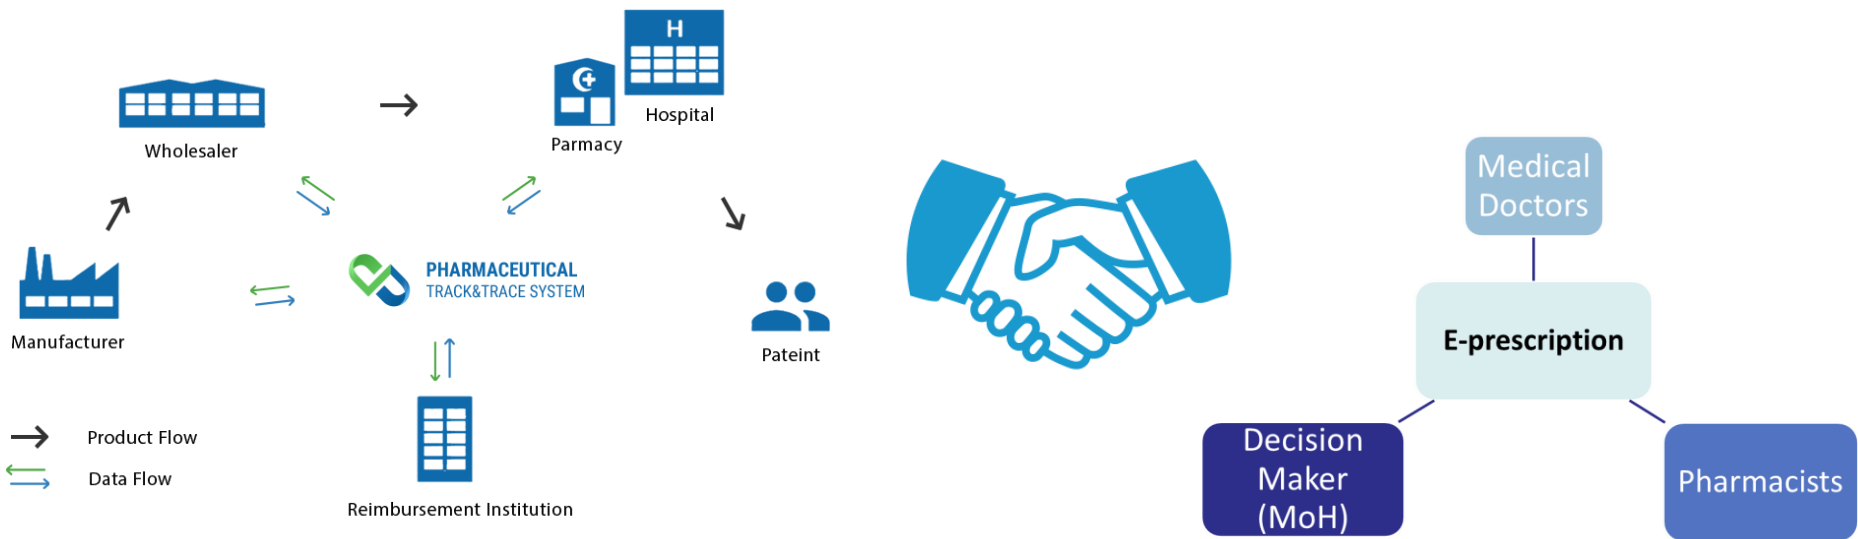 H
Hospital
Parmacy
Wholesaler
PHARMACEUTICAL
TRACK&TRACE SYSTEM
Manufacturer
Pateint
Product Flow
Data Flow
Reimbursement Institution
Medical
Doctors
E-prescription
Decision
Maker
(MoH)
Pharmacists